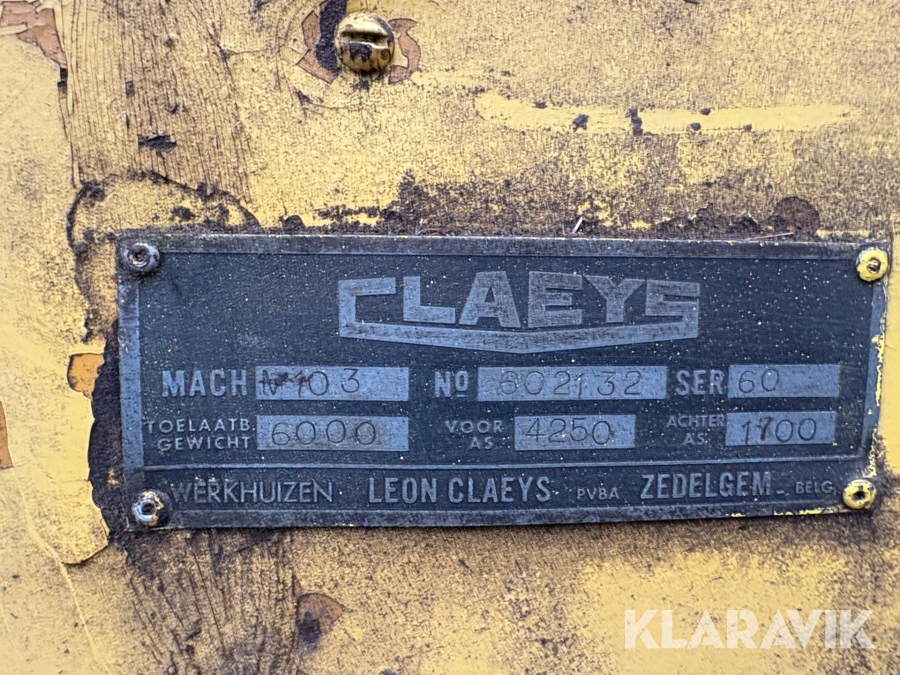 CLAEYS
MACH M103 No 602132 SER 60
TOELAATB. GEWICHT 6000 VOOR AS. 4250 ACHTER AS. 1700
WERKHUIZEN LEON CLAEYS PVBA ZEDELGEM - BELG.
KLARAVIK